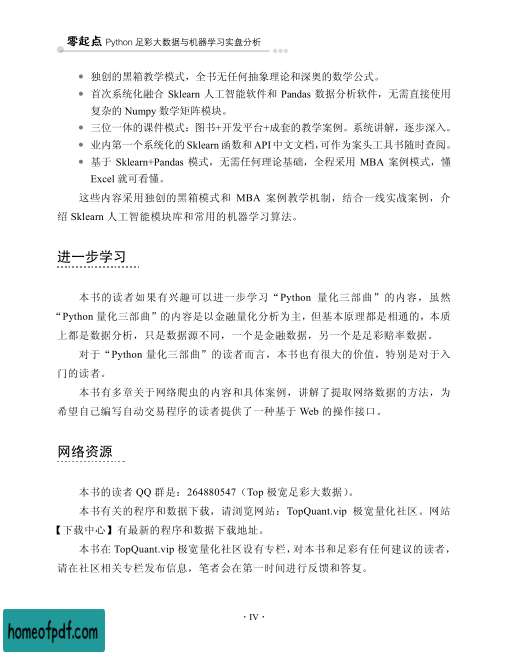 零起点 Python 足彩大数据与机器学习实盘分析
● 独创的黑箱教学模式，全书无任何抽象理论和深奥的数学公式。
● 首次系统化融合 Sklearn 人工智能软件和 Pandas 数据分析软件，无需直接使用
复杂的 Numpy 数学矩阵模块。
● 三位一体的课件模式：图书+开发平台+成套的教学案例。系统讲解，逐步深入。
● 业内第一个系统化的 Sklearn 函数和 API 中文文档，可作为案头工具书随时查阅。
● 基于 Sklearn+Pandas 模式，无需任何理论基础，全程采用 MBA 案例模式，懂
Excel 就可看懂。
这些内容采用独创的黑箱模式和 MBA 案例教学机制，结合一线实战案例，介
绍 Sklearn 人工智能模块库和常用的机器学习算法。
进一步学习
本书的读者如果有兴趣可以进一步学习“Python 量化三部曲”的内容，虽然
“Python 量化三部曲”的内容是以金融量化分析为主，但基本原理都是相通的，本质
上都是数据分析，只是数据源不同，一个是金融数据，另一个是足彩赔率数据。
对于“Python 量化三部曲”的读者而言，本书也有很大的价值，特别是对于入
门的读者。
本书有多章关于网络爬虫的内容和具体案例，讲解了提取网络数据的方法，为
希望自己编写自动交易程序的读者提供了一种基于 Web 的操作接口。
网络资源
本书的读者 QQ 群是：264880547（Top 极宽足彩大数据）。
本书有关的程序和数据下载，请浏览网站：TopQuant.vip 极宽量化社区。网站
【下载中心】有最新的程序和数据下载地址。
本书在 TopQuant.vip 极宽量化社区设有专栏，对本书和足彩有任何建议的读者，
请在社区相关专栏发布信息，笔者会在第一时间进行反馈和答复。
· IV ·
homeofpdf.com